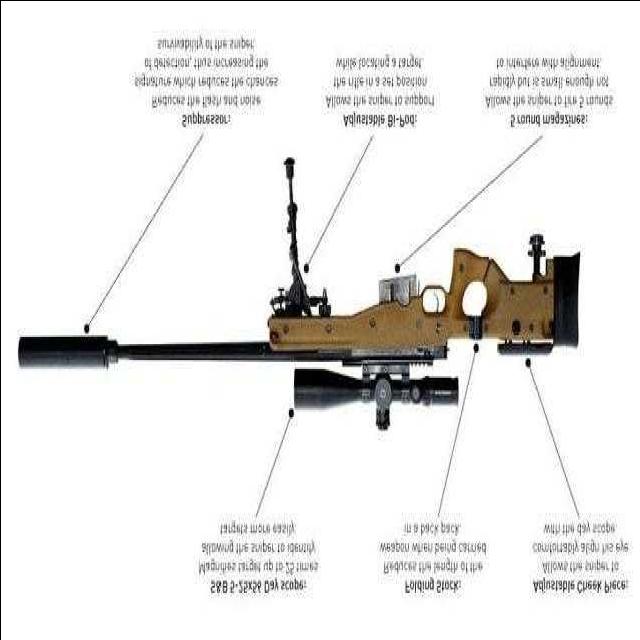 S&B 5-25x56 Day scope:
Magnifies target up to 25 times
allowing the sniper to identify
targets more easily.
Folding Stock:
Reduces the length of the
weapon when being carried
in a back pack.
Adjustable Cheek Piece:
Allows the sniper to
comfortably align his eye
with the day scope.
Suppressor:
Reduces the flash and noise
signature which reduces the chances
of detection, thus increasing the
survivability of the sniper.
Adjustable Bi-Pod:
Allows the sniper to support
the rifle in a set position
while locating a target.
5 round magazines:
Allows the sniper to fire 5 rounds
rapidly but is small enough not
to interfere with alignment.